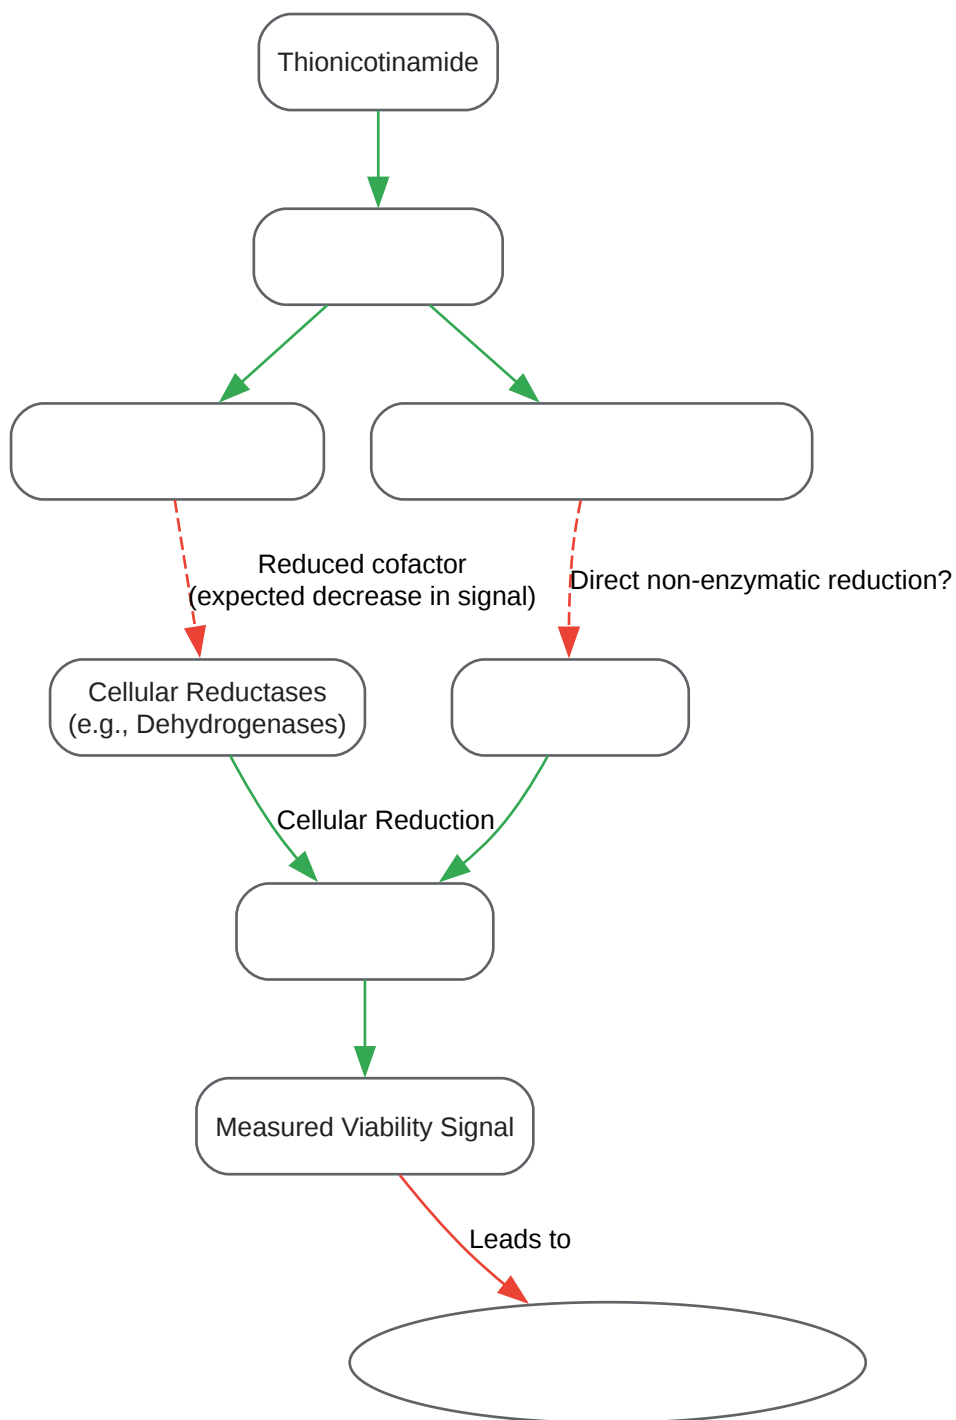 Thionicotinamide
Reduced cofactor
(expected decrease in signal)
Direct non-enzymatic reduction?
Cellular Reductases
(e.g., Dehydrogenases)
Cellular Reduction
Measured Viability Signal
Leads to